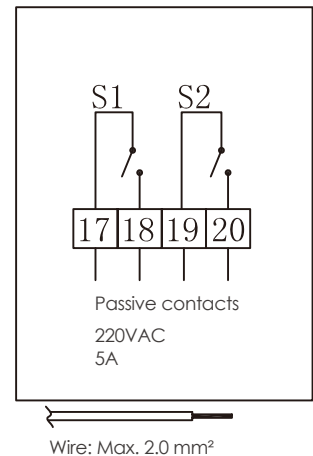 S1 S2
17 18 19 20
Passive contacts
220VAC
5A
Wire: Max. 2.0 mm²